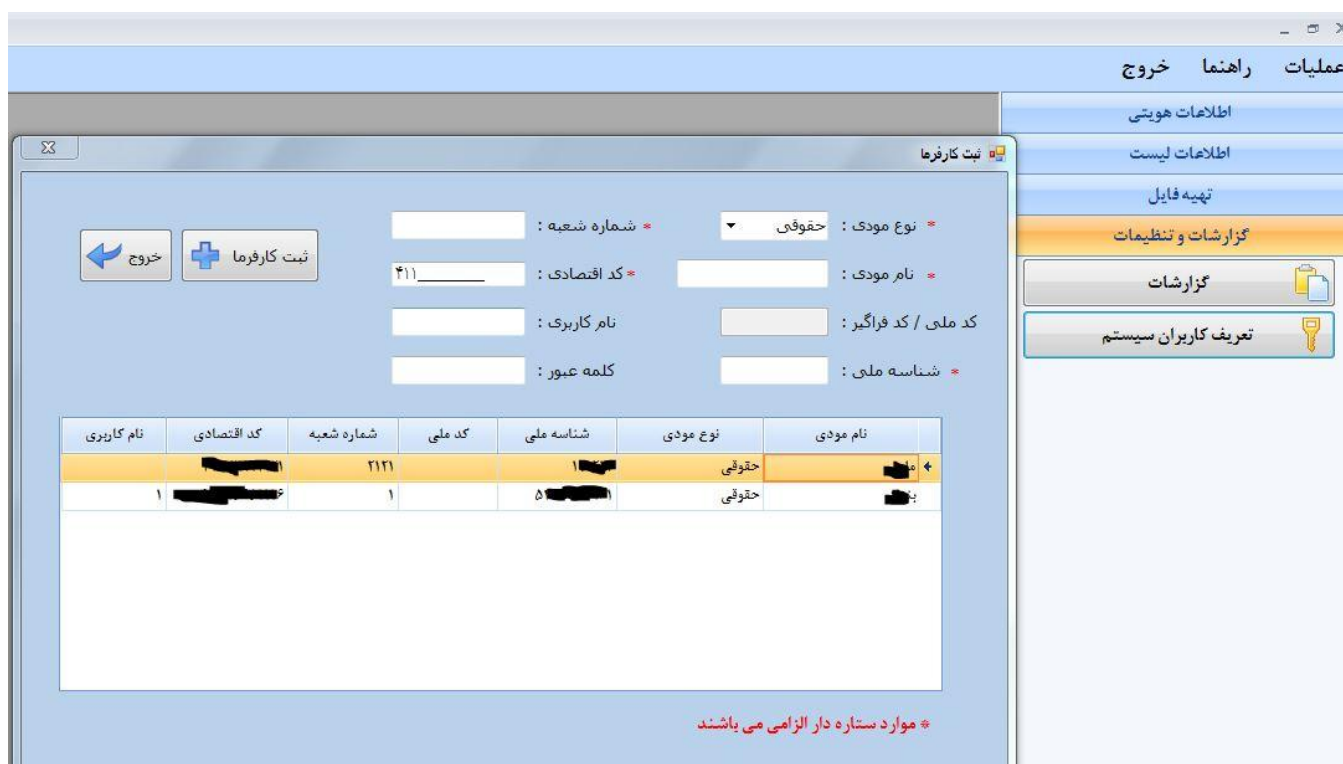 عملیات راهنما خروج
اطلاعات هویتی
اطلاعات لیست
تهیه فایل
گزارشات و تنظیمات
گزارشات
تعریف کاربران سیستم
ثبت کارفرما
* نوع مودی : حقوقی * شماره شعبه :
* نام مودی : * کد اقتصادی : ۴۱۱_________
ثبت کارفرما خروج
کد ملی / کد فراگیر : نام کاربری :
* شناسه ملی : کلمه عبور :
نام مودی نوع مودی شناسه ملی کد ملی شماره شعبه کد اقتصادی نام کاربری
حقوقی ۲۱۲۱
حقوقی ۱ ۱
* موارد ستاره دار الزامی می باشند